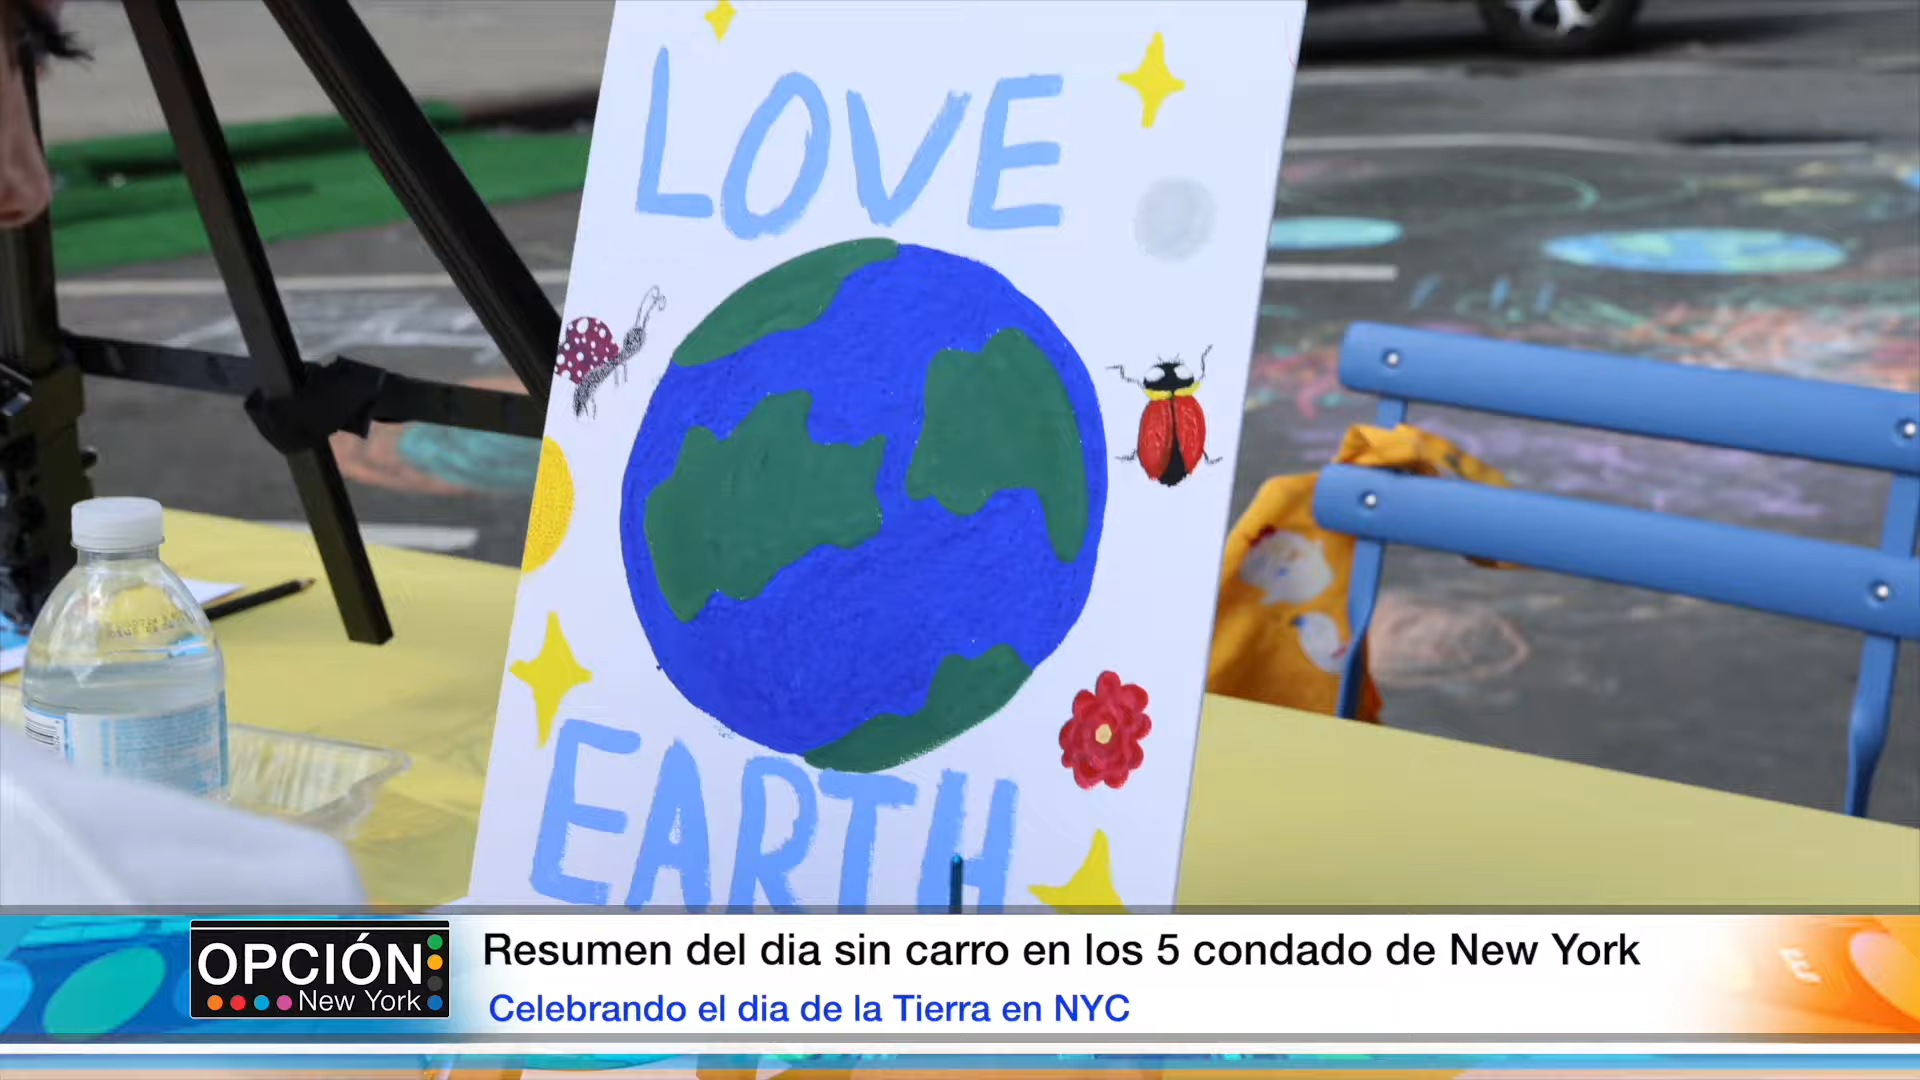 LOVE
EARTH
OPCIÓN
New York
Resumen del dia sin carro en los 5 condado de New York
Celebrando el dia de la Tierra en NYC